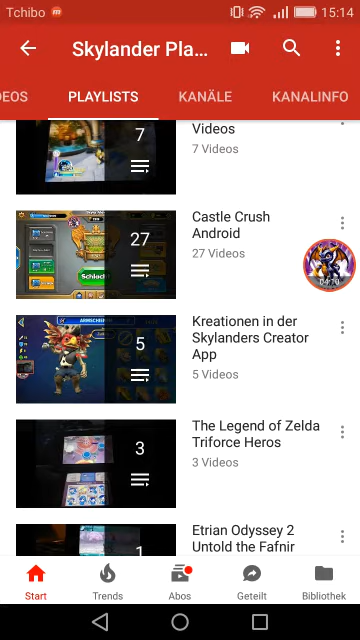 Tchibo
15:14
Skylander Pla...
DEOS
PLAYLISTS
KANÄLE
KANALINFO
7
Videos
7 Videos
27
Schlacht
Castle Crush
Android
27 Videos
04:10
5
Kreationen in der
Skylanders Creator
App
5 Videos
3
The Legend of Zelda
Triforce Heros
3 Videos
1
Etrian Odyssey 2
Untold the Fafnir
Start
Trends
Abos
Geteilt
Bibliothek